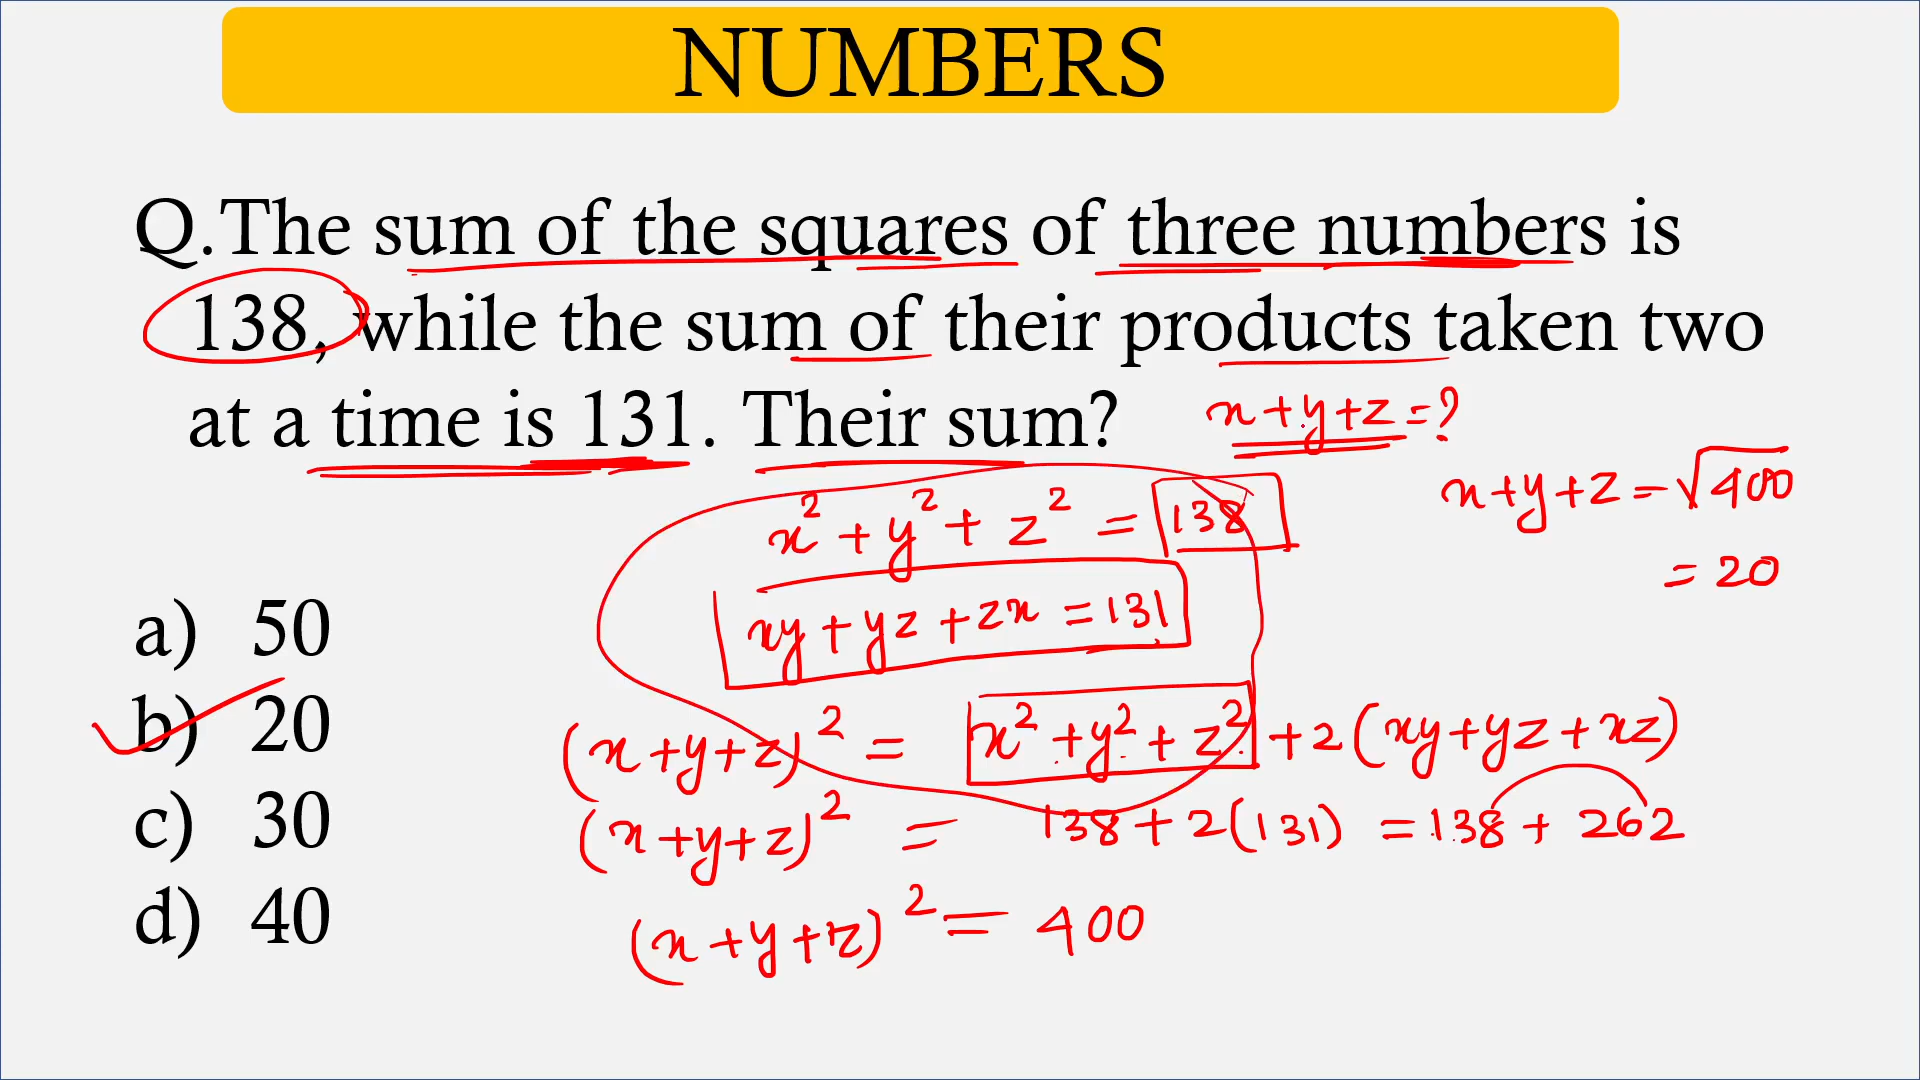 NUMBERS
Q.The sum of the squares of three numbers is
138, while the sum of their products taken two
at a time is 131. Their sum?
x+y+z=?
x+y+z=√400
=20
x²+y²+z²=138
xy+yz+zx=131
a) 50
b) 20
c) 30
d) 40
(x+y+z)²=x²+y²+z²+2(xy+yz+xz)
(x+y+z)²=138+2(131)=138+262
(x+y+z)²=400